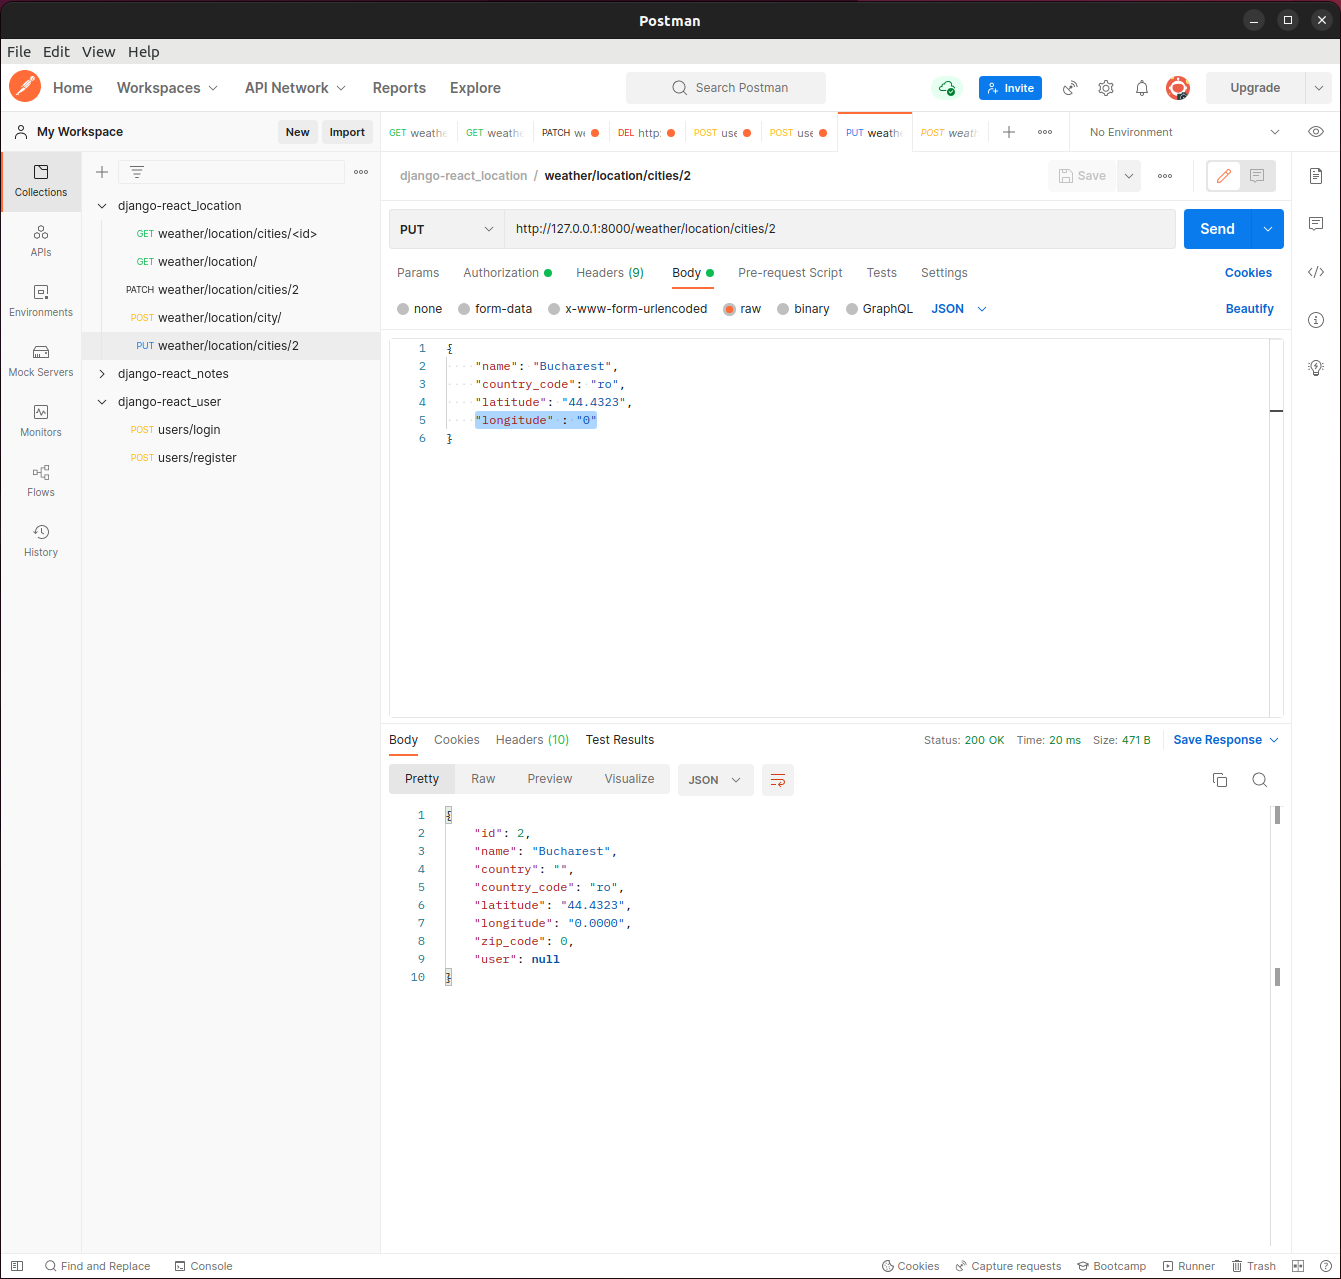 Postman
File Edit View Help
Home Workspaces API Network Reports Explore Search Postman Invite Upgrade
My Workspace New Import GET weathe GET weathe PATCH we DEL http: POST use POST use PUT weathe POST weath No Environment
Collections
APIs
Environments
Mock Servers
Monitors
Flows
History
django-react_location
GET weather/location/cities/<id>
GET weather/location/
PATCH weather/location/cities/2
POST weather/location/city/
PUT weather/location/cities/2
django-react_notes
django-react_user
POST users/login
POST users/register
django-react_location / weather/location/cities/2 Save
PUT http://127.0.0.1:8000/weather/location/cities/2 Send
Params Authorization Headers (9) Body Pre-request Script Tests Settings Cookies
none form-data x-www-form-urlencoded raw binary GraphQL JSON Beautify
1 {
2 "name": "Bucharest",
3 "country_code": "ro",
4 "latitude": "44.4323",
5 "longitude" : "0"
6 }
Body Cookies Headers (10) Test Results Status: 200 OK Time: 20 ms Size: 471 B Save Response
Pretty Raw Preview Visualize JSON
1 {
2 "id": 2,
3 "name": "Bucharest",
4 "country": "",
5 "country_code": "ro",
6 "latitude": "44.4323",
7 "longitude": "0.0000",
8 "zip_code": 0,
9 "user": null
10 }
Find and Replace Console Cookies Capture requests Bootcamp Runner Trash